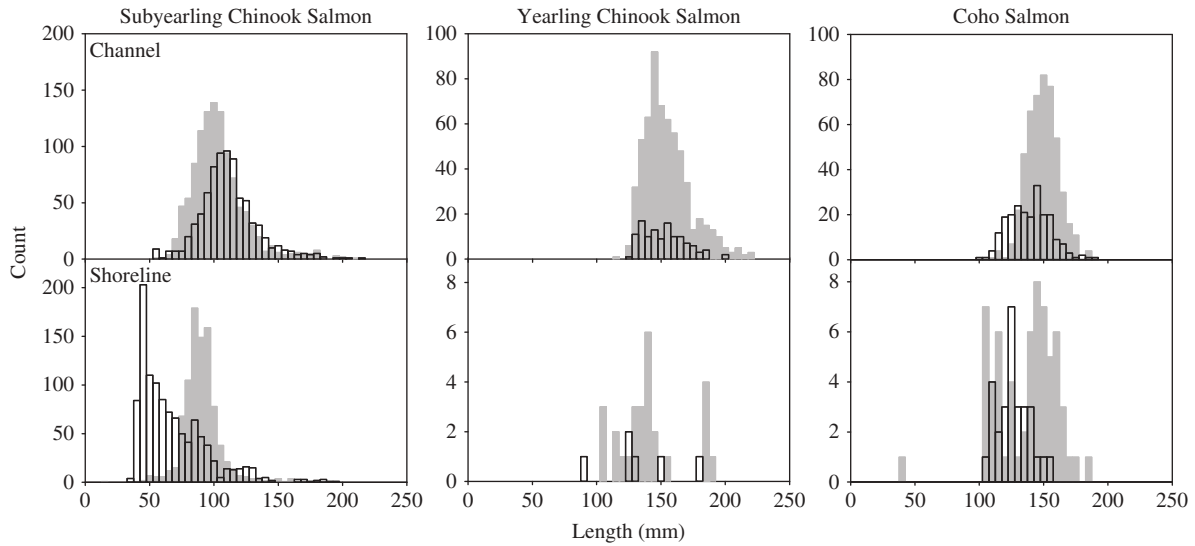 Subyearling Chinook Salmon Yearling Chinook Salmon Coho Salmon
200 100 100
Channel
150 80 80
60 60
100
40 40
50 20 20
0 0 0
Count
Shoreline
200 8 8
150 6 6
100 4 4
50 2 2
0 0 0
0 50 100 150 200 250 0 50 100 150 200 250 0 50 100 150 200 250
Length (mm)